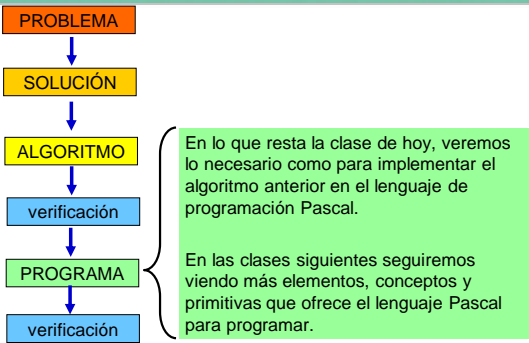 PROBLEMA
SOLUCIÓN
ALGORITMO
verificación
PROGRAMA
verificación
En lo que resta la clase de hoy, veremos
lo necesario como para implementar el
algoritmo anterior en el lenguaje de
programación Pascal.
En las clases siguientes seguiremos
viendo más elementos, conceptos y
primitivas que ofrece el lenguaje Pascal
para programar.